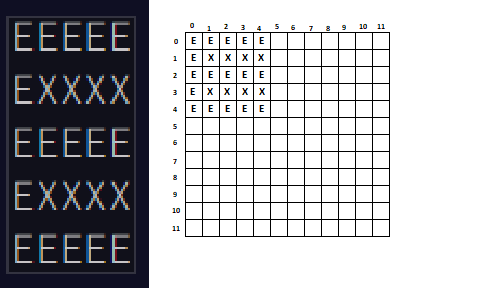 EEEEE
EXXXX
EEEEE
EXXXX
EEEEE
0 1 2 3 4 5 6 7 8 9 10 11
0 E E E E E
1 E X X X X
2 E E E E E
3 E X X X X
4 E E E E E
5
6
7
8
9
10
11